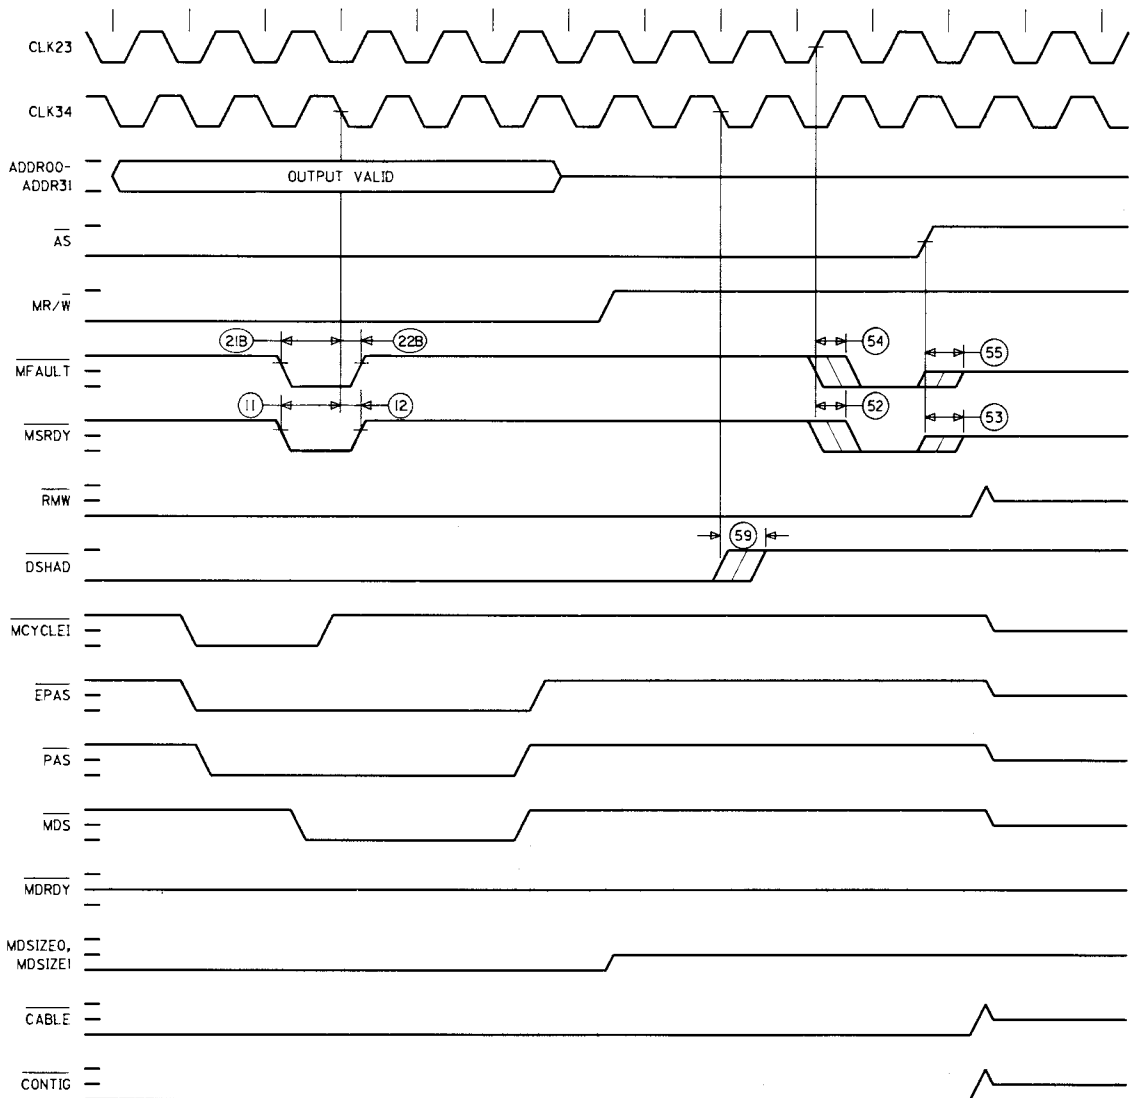 CLK23
CLK34
ADDR00-
ADDR31
OUTPUT VALID
AS
MR/W
21B
22B
54
MFAULT
55
11
12
52
MSRDY
53
RMW
59
DSHAD
MCYCLEI
EPAS
PAS
MDS
MDRDY
MDSIZE0,
MDSIZE1
CABLE
CONTIG